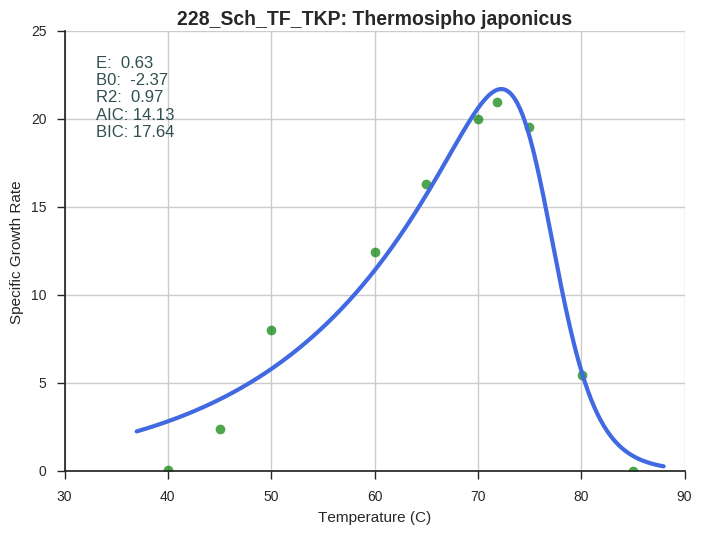 228_Sch_TF_TKP: Thermosipho japonicus
25
20
15
10
5
0
E: 0.63
B0: -2.37
R2: 0.97
AIC: 14.13
BIC: 17.64
Specific Growth Rate
30 40 50 60 70 80 90
Temperature (C)